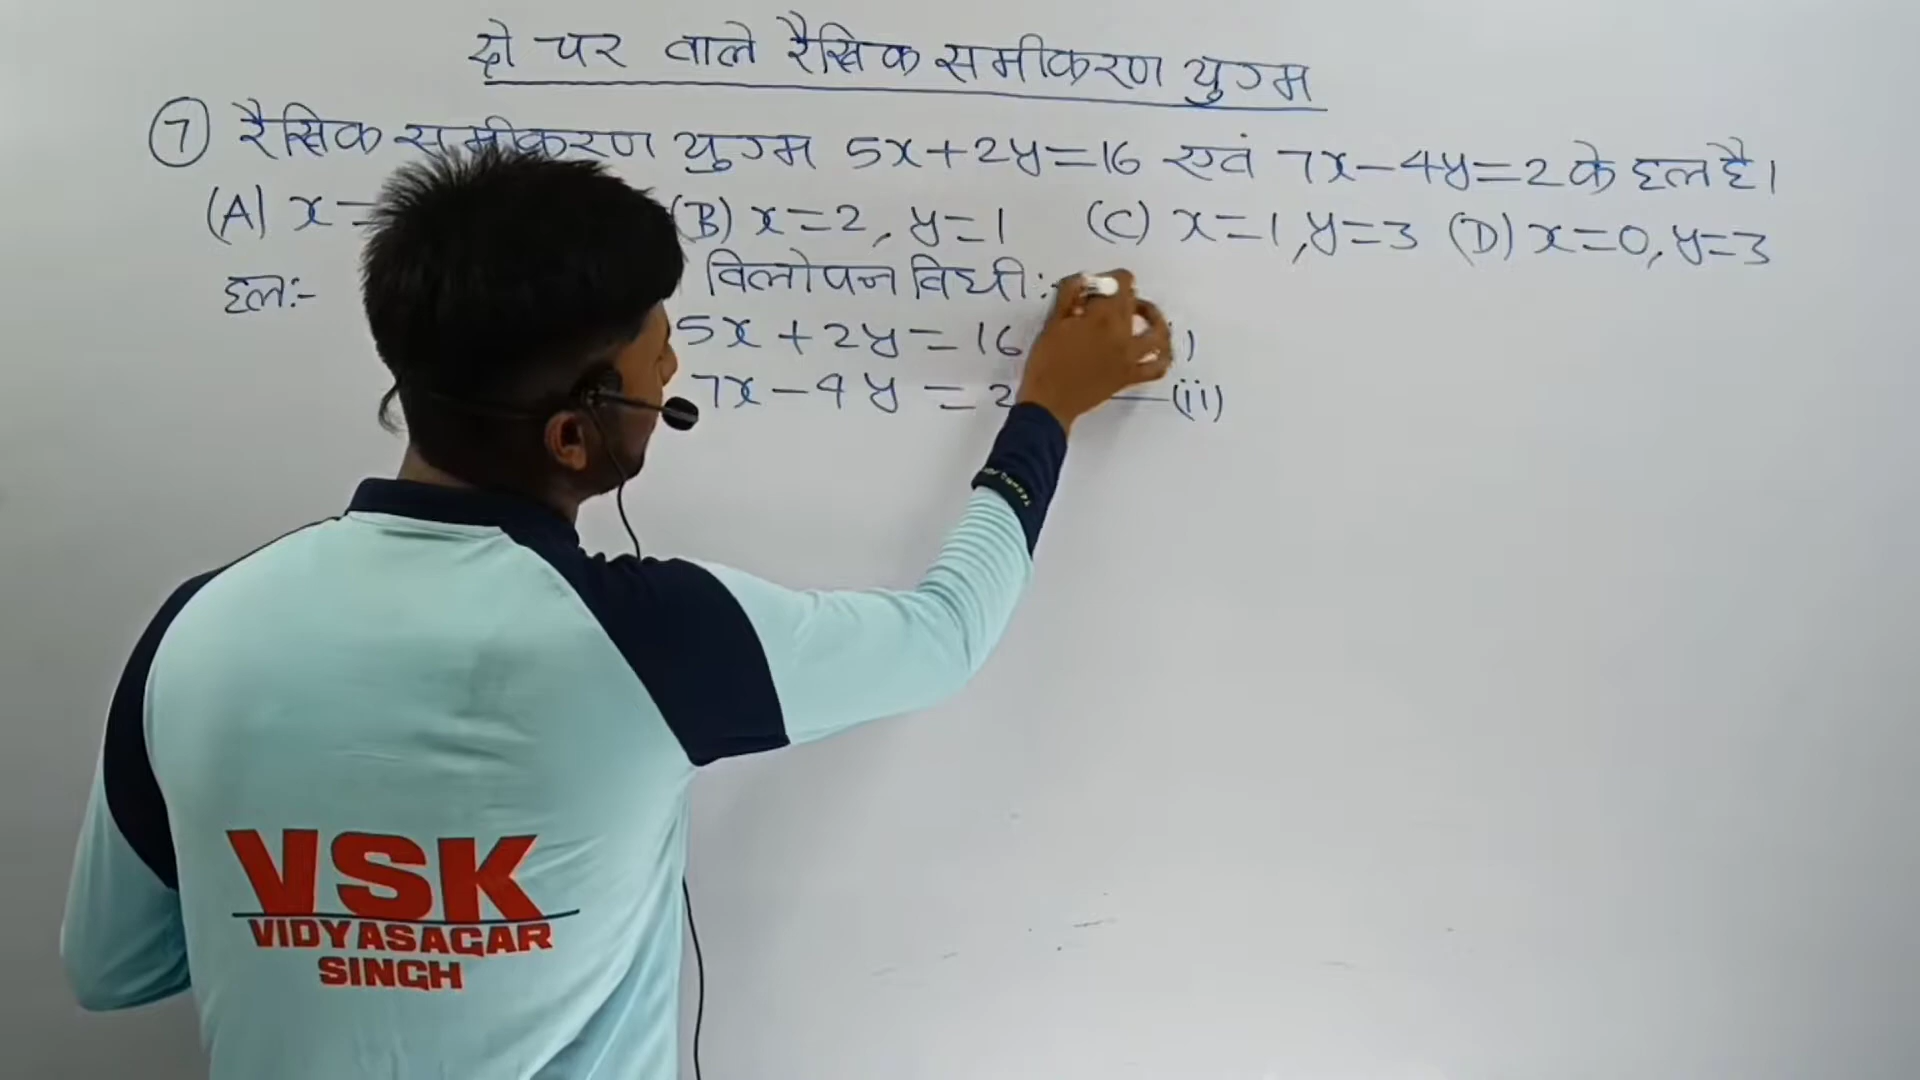 दो चर वाले रैखिक समीकरण युग्म
7 रैखिक समीकरण युग्म 5x+2y=16 एवं 7x-4y=2 के हल है।
(A) x= (B) x=2, y=1 (C) x=1, y=3 (D) x=0, y=3
हलः- विलोपन विधी:-
5x+2y=16
7x-4y=2 —(ii)
VSK
VIDYASAGAR
SINGH